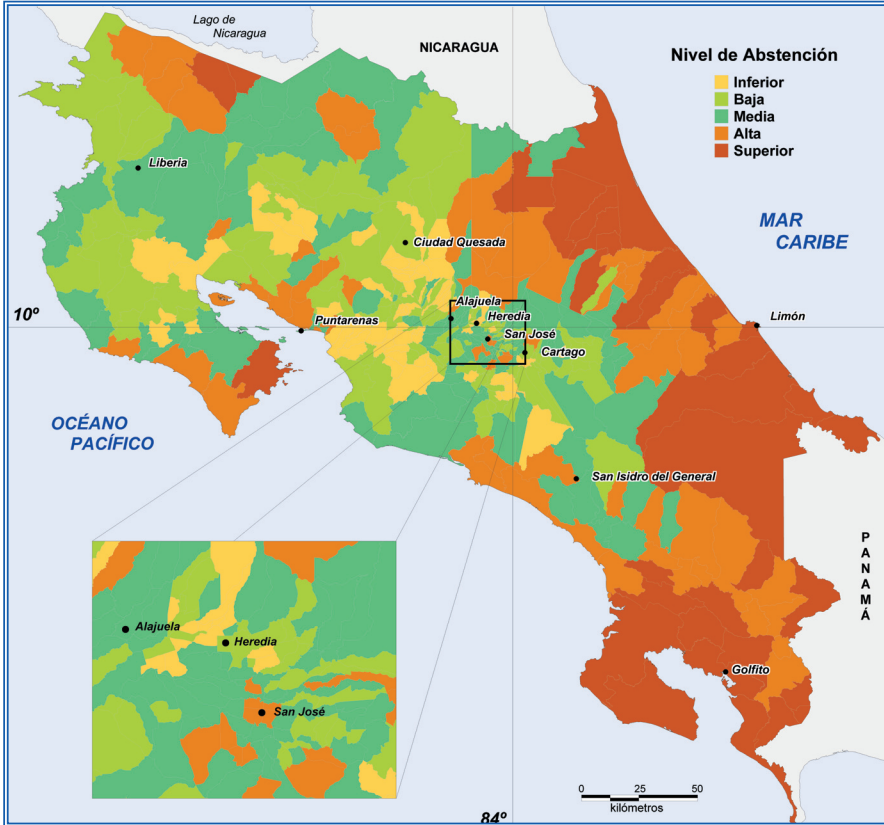 Lago de
Nicaragua
NICARAGUA
Nivel de Abstención
Inferior
Baja
Media
Alta
Superior
Liberia
Ciudad Quesada
MAR
CARIBE
Alajuela
10º
Heredia
Puntarenas
San José
Limón
Cartago
OCÉANO
PACÍFICO
San Isidro del General
PANAMÁ
Alajuela
Heredia
Golfito
San José
0 25 50
kilómetros
84º